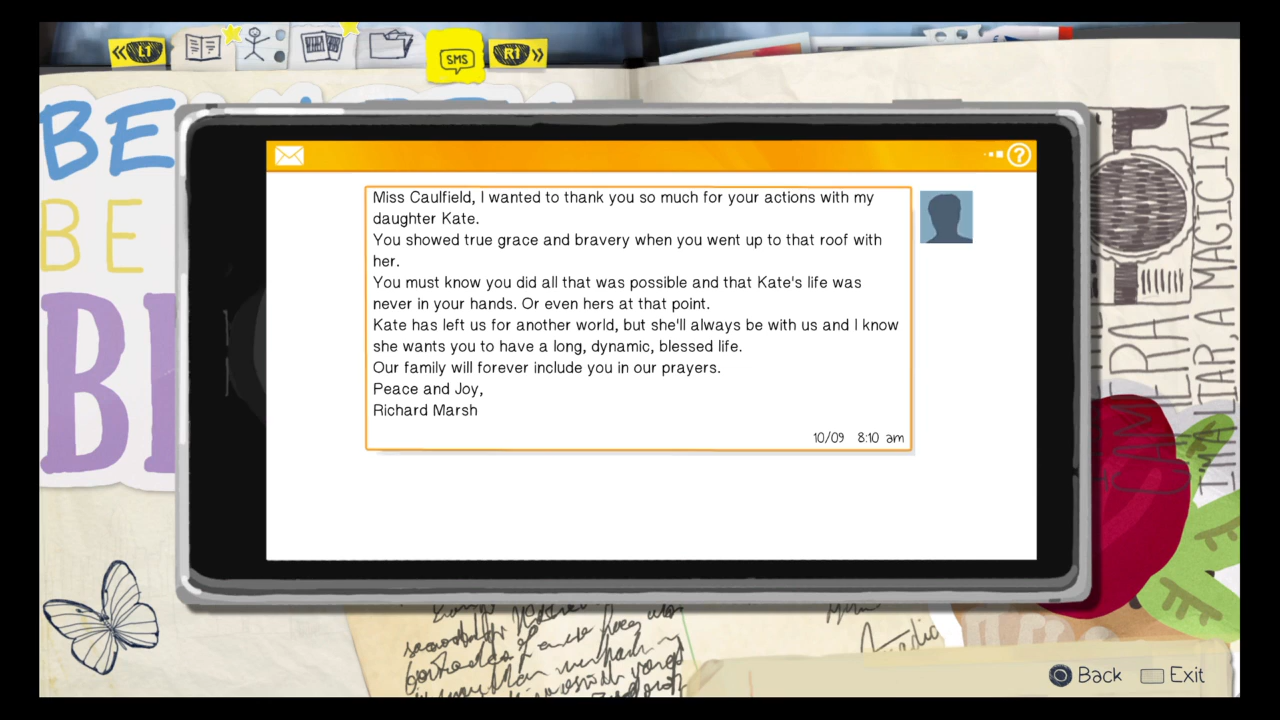 L1
SMS
R1
BE
BE
Miss Caulfield, I wanted to thank you so much for your actions with my
daughter Kate.
You showed true grace and bravery when you went up to that roof with
her.
You must know you did all that was possible and that Kate's life was
never in your hands. Or even hers at that point.
Kate has left us for another world, but she'll always be with us and I know
she wants you to have a long, dynamic, blessed life.
Our family will forever include you in our prayers.
Peace and Joy,
Richard Marsh
10/09 8:10 am
CAMERA
LIAR, A MAGICIAN
Back
Exit